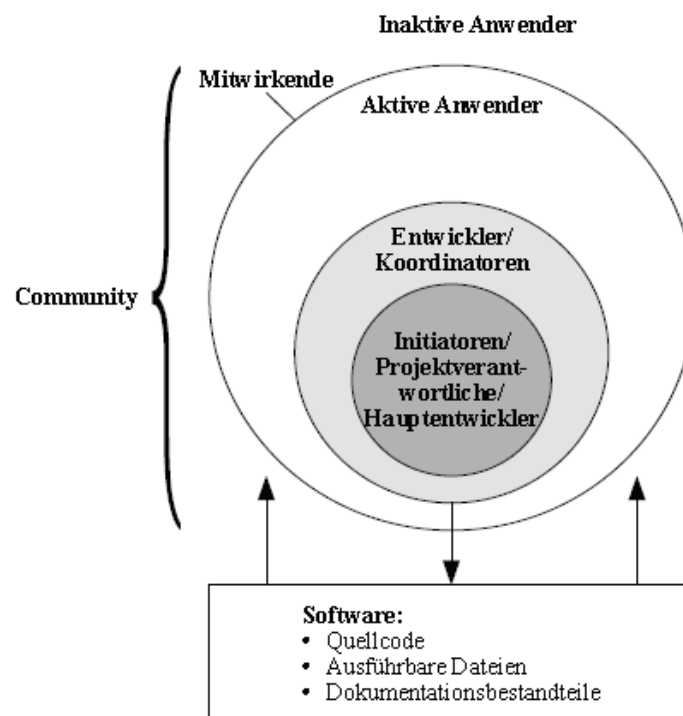 Inaktive Anwender
Mitwirkende
Aktive Anwender
Entwickler/
Koordinatoren
Community
Initiatoren/
Projektverant-
wortliche/
Hauptentwickler
Software:
• Quellcode
• Ausführbare Dateien
• Dokumentationsbestandteile